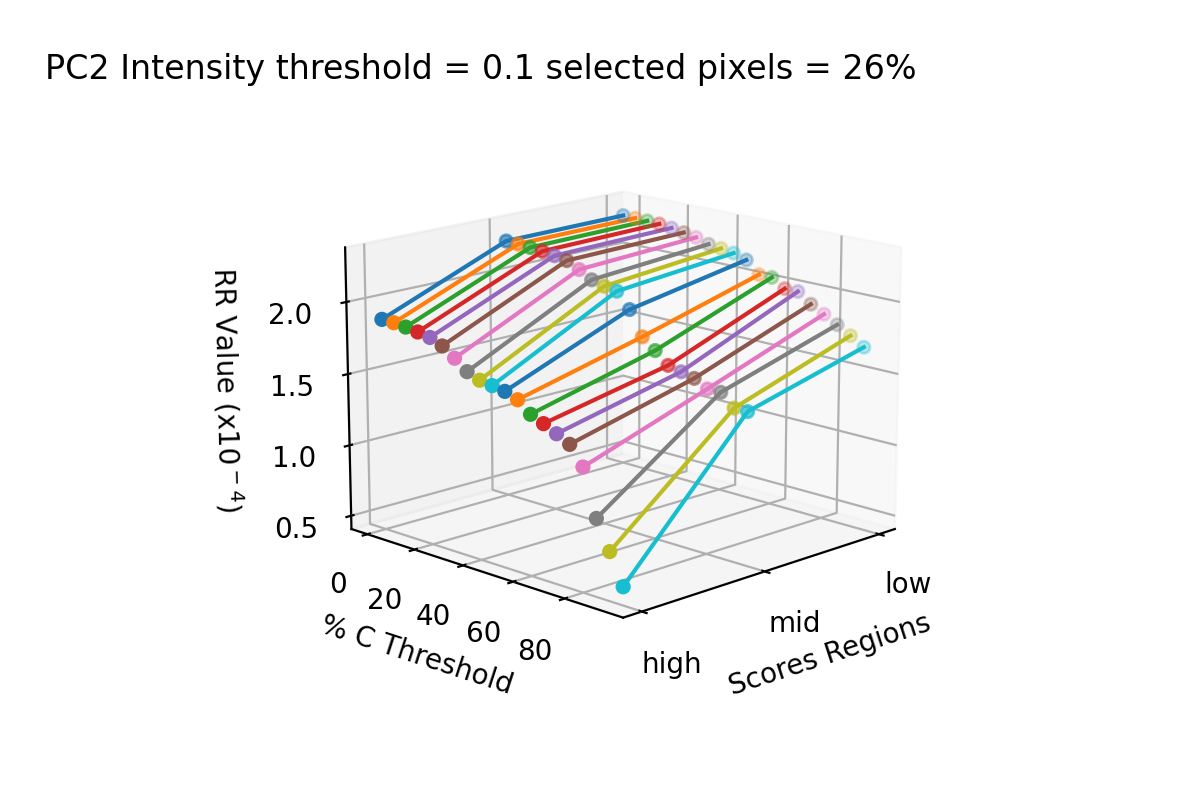 PC2 Intensity threshold = 0.1 selected pixels = 26%
RR Value (x10⁻⁴)
2.0
1.5
1.0
0.5
0
20
40
60
80
% C Threshold
low
mid
high
Scores Regions